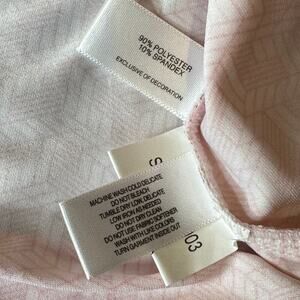 90% POLYESTER
10% SPANDEX
EXCLUSIVE OF DECORATION
S
MACHINE WASH COLD DELICATE
DO NOT BLEACH
TUMBLE DRY LOW, DELICATE
LOW IRON AS NEEDED
DO NOT DRY CLEAN
DO NOT USE FABRIC SOFTENER
WASH WITH LIKE COLORS
TURN GARMENT INSIDE OUT
03